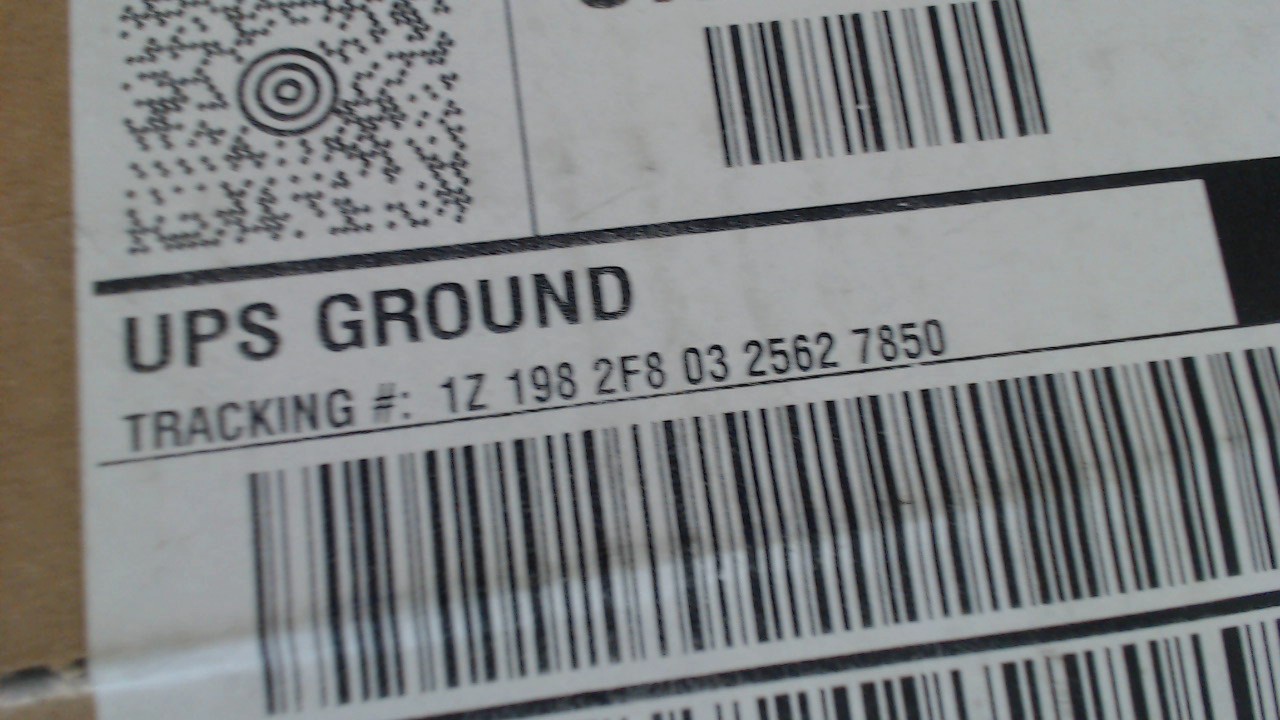 UPS GROUND
TRACKING #: 1Z 198 2F8 03 2562 7850